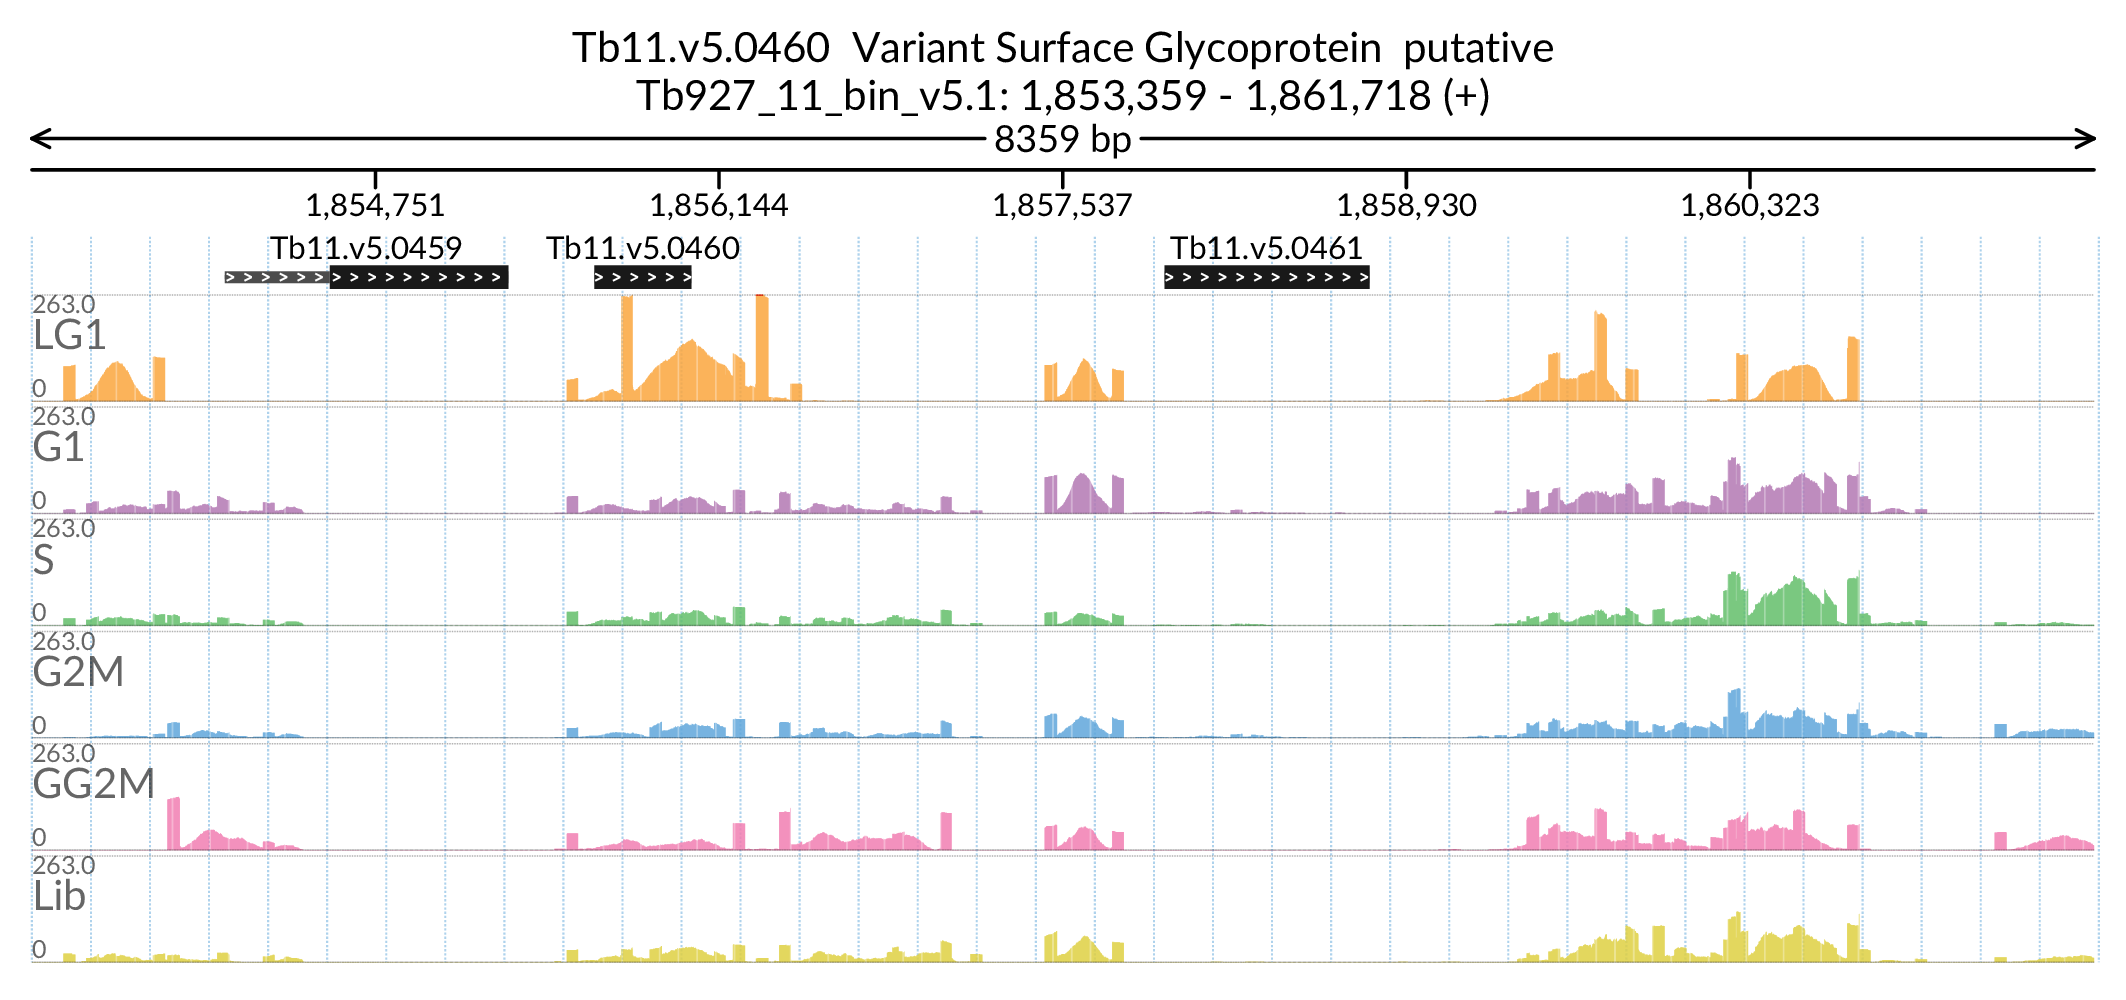 Tb11.v5.0460 Variant Surface Glycoprotein putative
Tb927_11_bin_v5.1: 1,853,359 - 1,861,718 (+)
8359 bp
1,854,751 1,856,144 1,857,537 1,858,930 1,860,323
Tb11.v5.0459 Tb11.v5.0460 Tb11.v5.0461
263.0
LG1
0
263.0
G1
0
263.0
S
0
263.0
G2M
0
263.0
GG2M
0
263.0
Lib
0